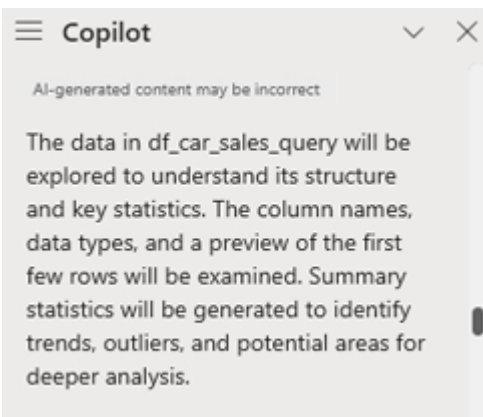 Copilot
AI-generated content may be incorrect
The data in df_car_sales_query will be
explored to understand its structure
and key statistics. The column names,
data types, and a preview of the first
few rows will be examined. Summary
statistics will be generated to identify
trends, outliers, and potential areas for
deeper analysis.